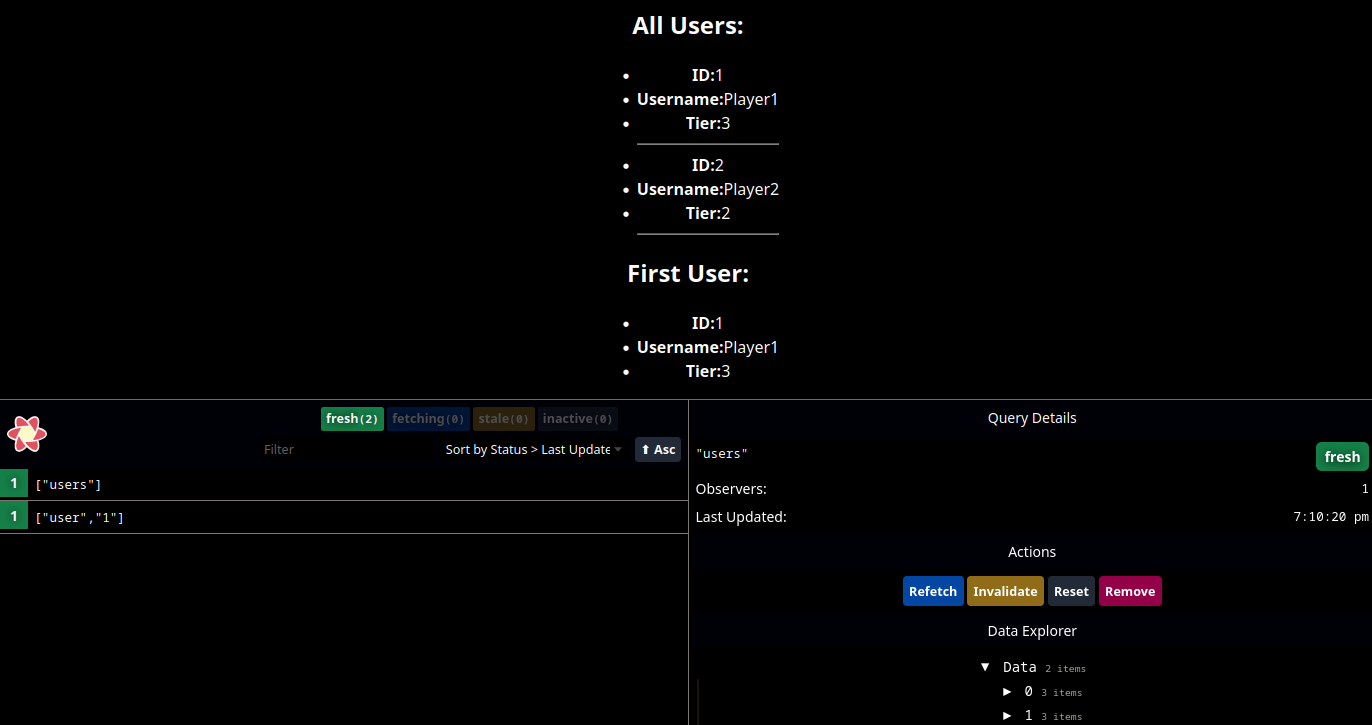 All Users:
ID:1
Username:Player1
Tier:3
ID:2
Username:Player2
Tier:2
First User:
ID:1
Username:Player1
Tier:3
fresh(2) fetching(0) stale(0) inactive(0)
Filter Sort by Status > Last Update ⬆ Asc
1 ["users"]
1 ["user","1"]
Query Details
"users" fresh
Observers: 1
Last Updated: 7:10:20 pm
Actions
Refetch Invalidate Reset Remove
Data Explorer
▼ Data 2 items
▶ 0 3 items
▶ 1 3 items